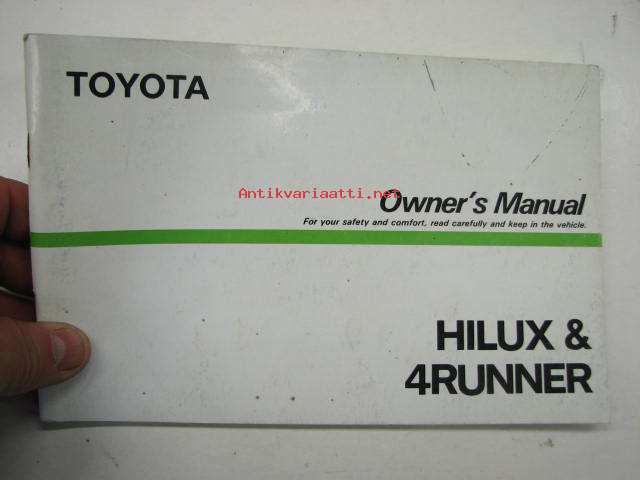 TOYOTA
Antikvariaatti.net
Owner's Manual
For your safety and comfort, read carefully and keep in the vehicle.
HILUX &
4RUNNER